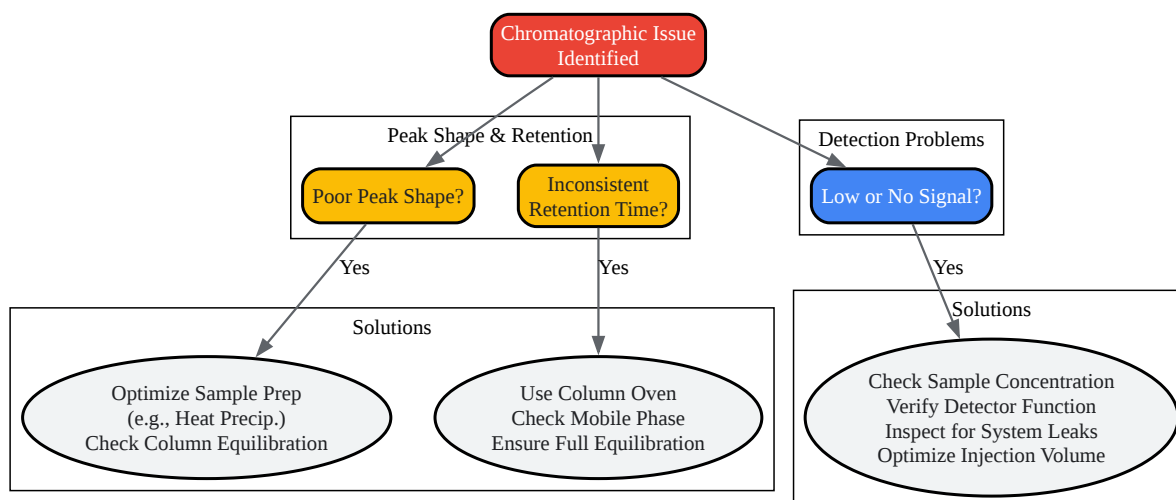 Chromatographic Issue
Identified
Peak Shape & Retention
Detection Problems
Poor Peak Shape?
Inconsistent
Retention Time?
Low or No Signal?
Yes
Yes
Yes
Solutions
Solutions
Optimize Sample Prep
(e.g., Heat Precip.)
Check Column Equilibration
Use Column Oven
Check Mobile Phase
Ensure Full Equilibration
Check Sample Concentration
Verify Detector Function
Inspect for System Leaks
Optimize Injection Volume